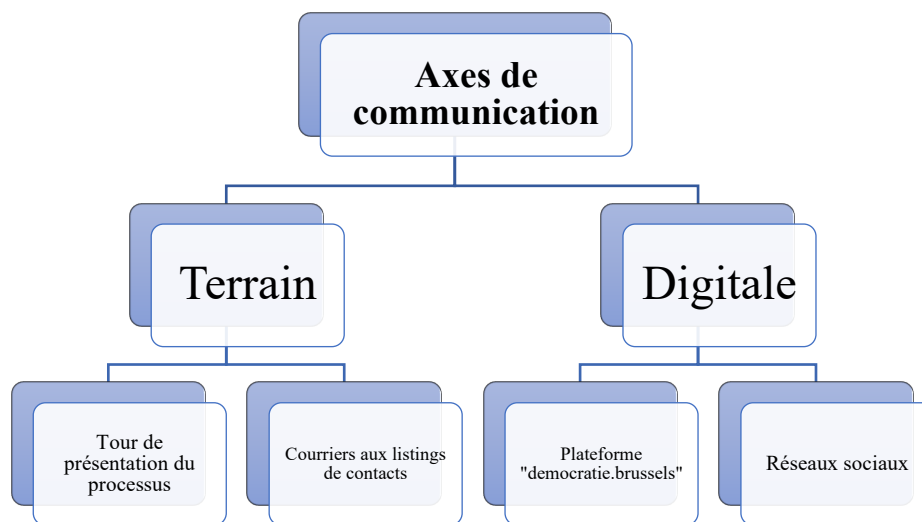 Axes de
communication
Terrain
Digitale
Tour de
présentation du
processus
Courriers aux listings
de contacts
Plateforme
"democratie.brussels"
Réseaux sociaux